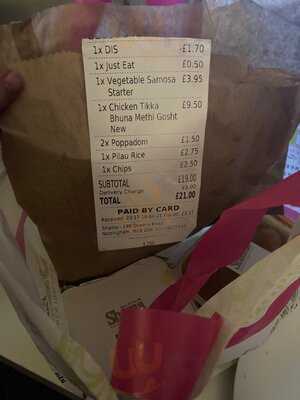 1x DIS -£1.70
1x Just Eat £0.50
1x Vegetable Samosa £3.95
Starter
1x Chicken Tikka £9.50
Bhuna Methi Gosht
New
2x Poppadom £1.50
1x Pilau Rice £2.75
1x Chips £2.50
SUBTOTAL £19.00
Delivery Charge
TOTAL £21.00
PAID BY CARD